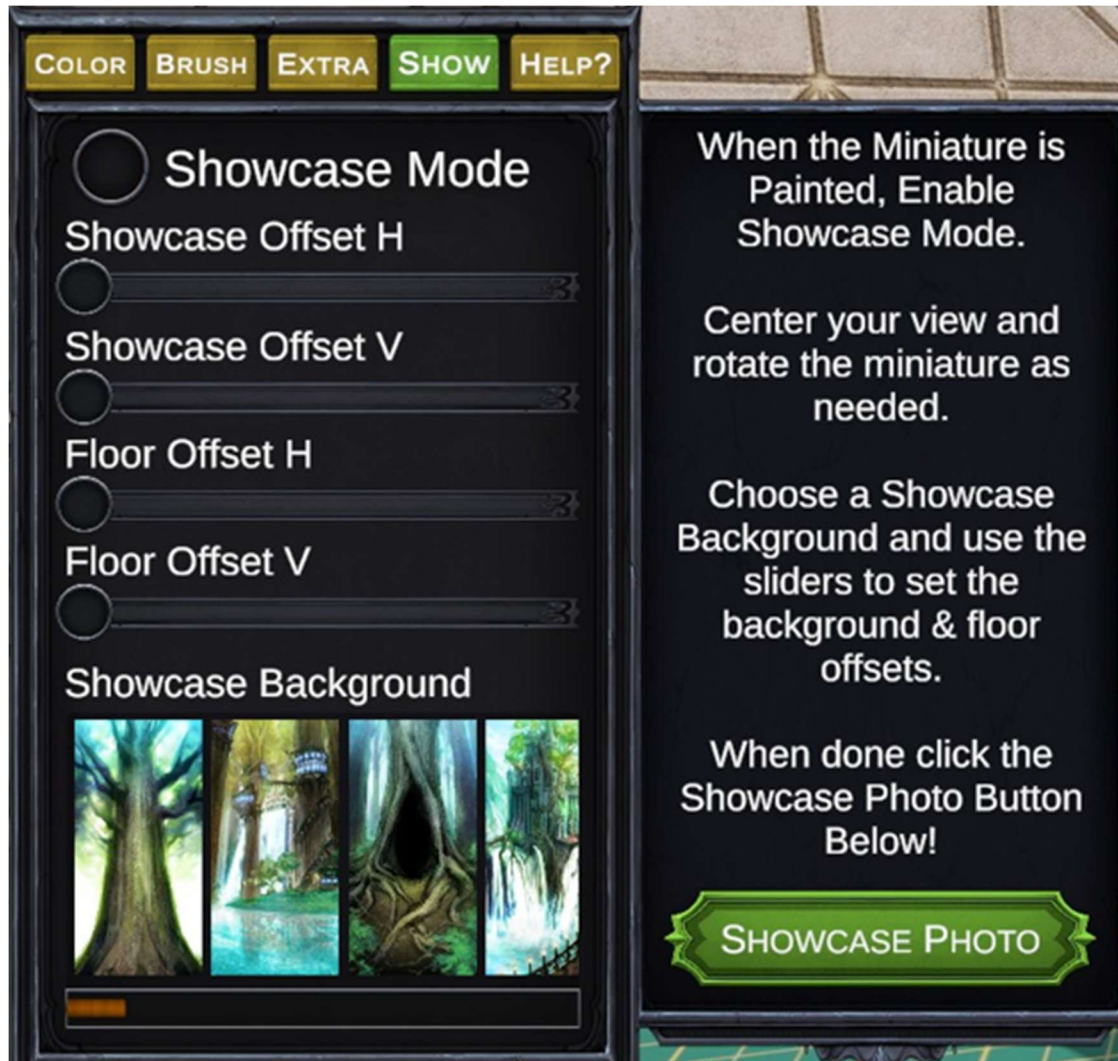 COLOR
BRUSH
EXTRA
SHOW
HELP?
Showcase Mode
Showcase Offset H
Showcase Offset V
Floor Offset H
Floor Offset V
Showcase Background
When the Miniature is
Painted, Enable
Showcase Mode.
Center your view and
rotate the miniature as
needed.
Choose a Showcase
Background and use the
sliders to set the
background & floor
offsets.
When done click the
Showcase Photo Button
Below!
SHOWCASE PHOTO